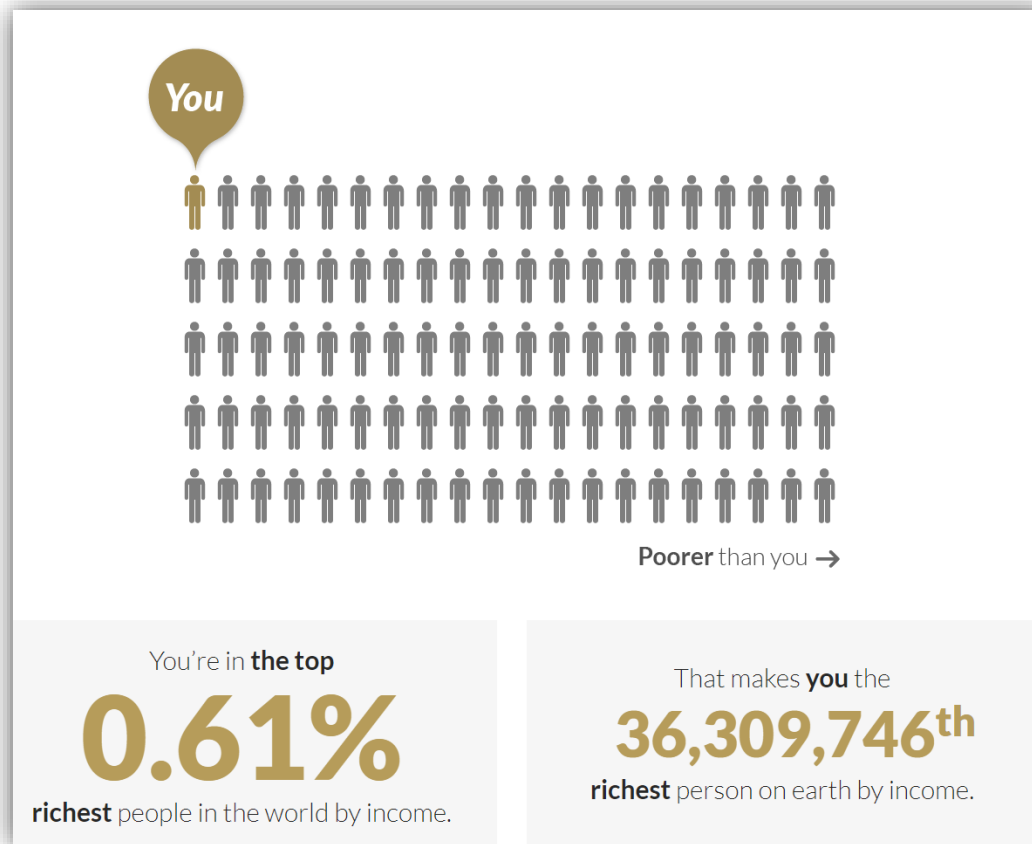 You
Poorer than you →
You’re in the top
0.61%
richest people in the world by income.
That makes you the
36,309,746th
richest person on earth by income.